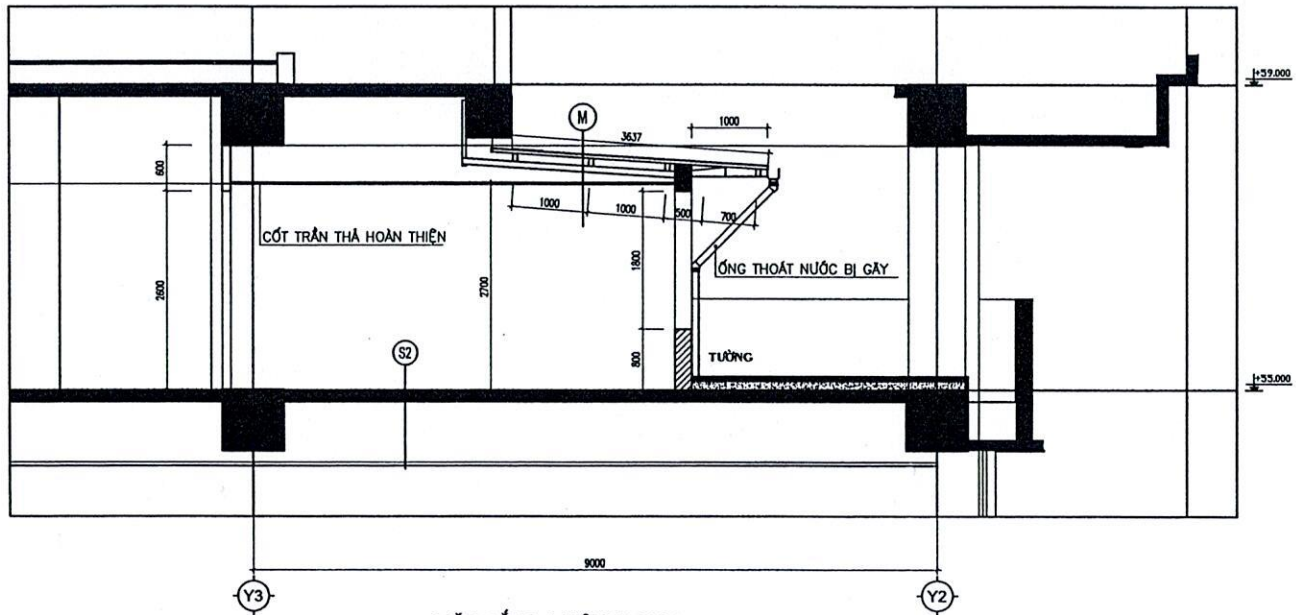 +59.000
1000
M
3637
600
1000
1000
500
700
CỐT TRẦN THẢ HOÀN THIỆN
ỐNG THOÁT NƯỚC BỊ GÃY
1800
2600
2700
S2
800
TƯỜNG
+55.000
9000
Y3
Y2